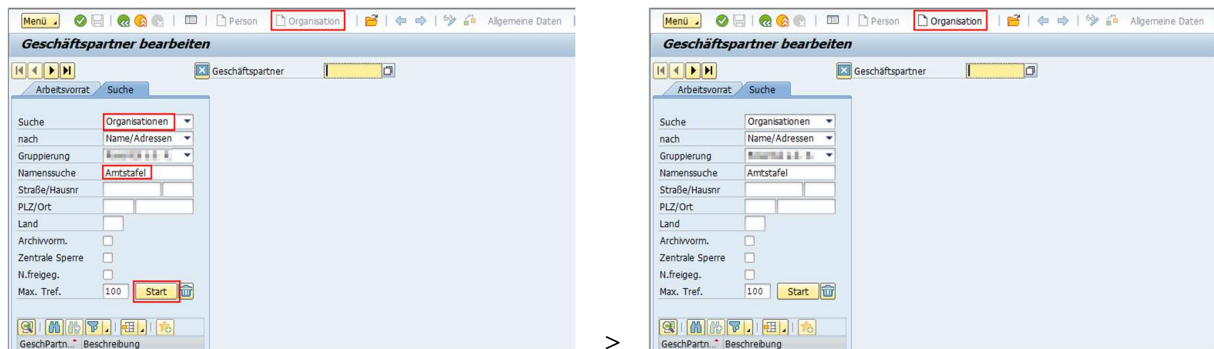 Menü Person Organisation Allgemeine Daten
Geschäftspartner bearbeiten
Geschäftspartner
Arbeitsvorrat Suche
Suche Organisationen
nach Name/Adressen
Gruppierung
Namenssuche Amtstafel
Straße/Hausnr
PLZ/Ort
Land
Archivvorm.
Zentrale Sperre
N.freigeg.
Max. Tref. 100 Start
GeschPartn... Beschreibung
>
Menü Person Organisation Allgemeine Daten
Geschäftspartner bearbeiten
Geschäftspartner
Arbeitsvorrat Suche
Suche Organisationen
nach Name/Adressen
Gruppierung
Namenssuche Amtstafel
Straße/Hausnr
PLZ/Ort
Land
Archivvorm.
Zentrale Sperre
N.freigeg.
Max. Tref. 100 Start
GeschPartn... Beschreibung